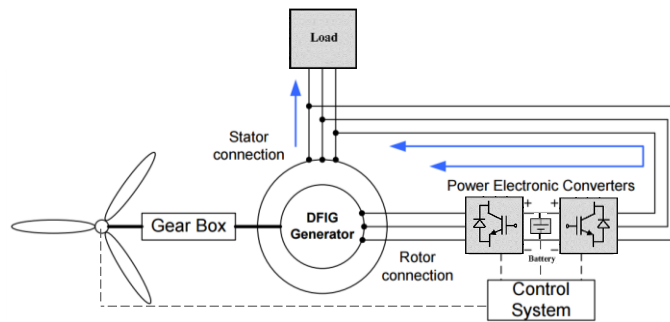 Load
Stator
connection
Power Electronic Converters
DFIG
Generator
Gear Box
+ +
- -
Battery
Rotor
connection
Control
System